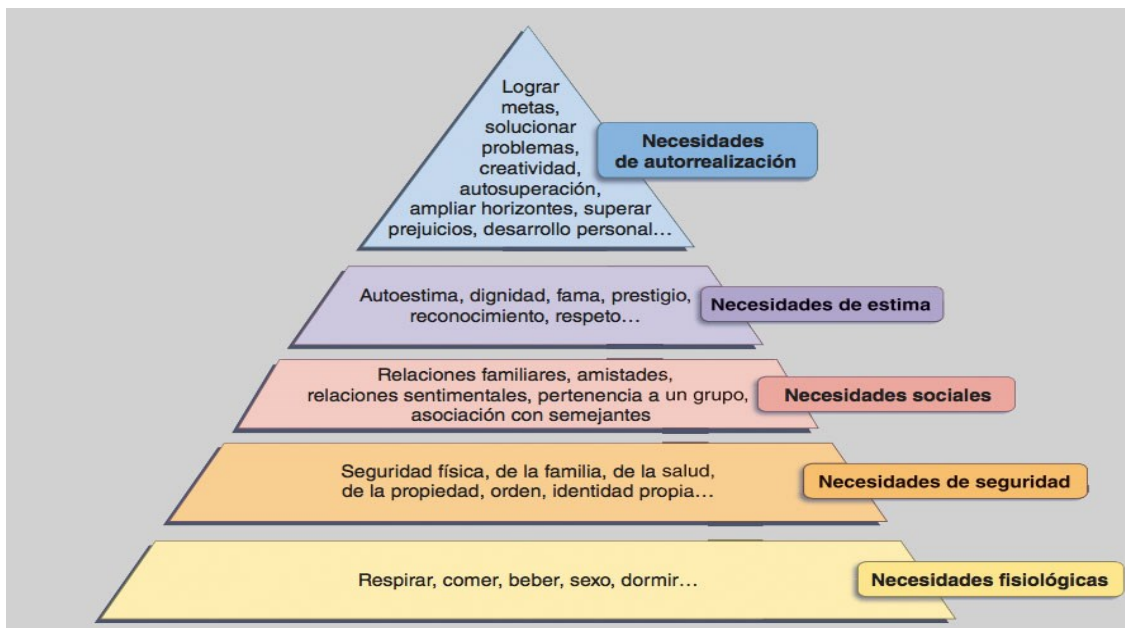 Lograr
metas,
solucionar
problemas,
creatividad,
autosuperación,
ampliar horizontes, superar
prejuicios, desarrollo personal…
Necesidades
de autorrealización
Autoestima, dignidad, fama, prestigio,
reconocimiento, respeto…
Necesidades de estima
Relaciones familiares, amistades,
relaciones sentimentales, pertenencia a un grupo,
asociación con semejantes
Necesidades sociales
Seguridad física, de la familia, de la salud,
de la propiedad, orden, identidad propia…
Necesidades de seguridad
Respirar, comer, beber, sexo, dormir…
Necesidades fisiológicas